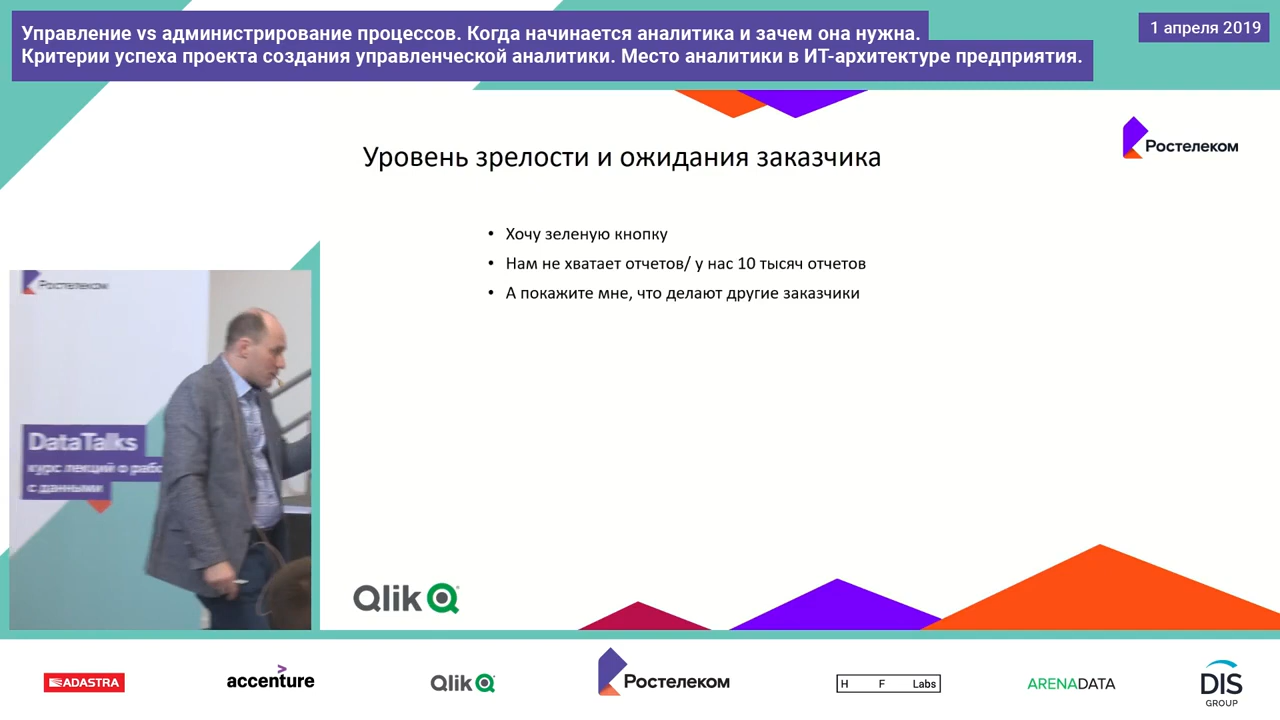 Управление vs администрирование процессов. Когда начинается аналитика и зачем она нужна.
Критерии успеха проекта создания управленческой аналитики. Место аналитики в ИТ-архитектуре предприятия.
1 апреля 2019
Ростелеком
Уровень зрелости и ожидания заказчика
• Хочу зеленую кнопку
• Нам не хватает отчетов/ у нас 10 тысяч отчетов
• А покажите мне, что делают другие заказчики
Ростелеком
DataTalks
курс лекций о
с данными
Qlik
ADASTRA
accenture
Qlik
Ростелеком
H F Labs
ARENADATA
DIS
GROUP